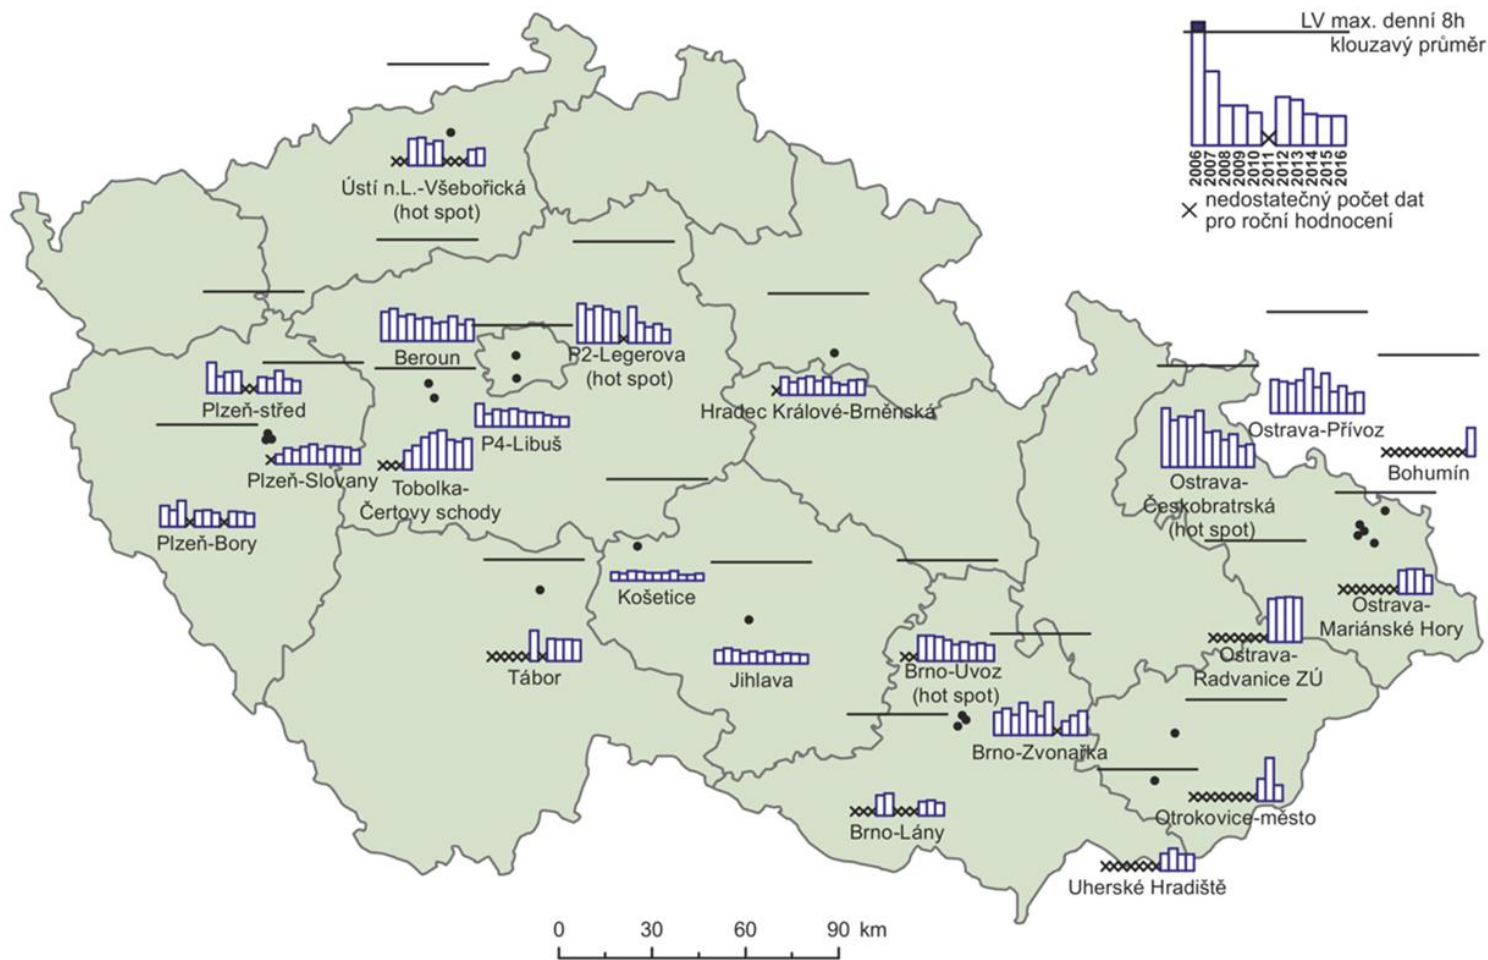 LV max. denní 8h
klouzavý průměr
2006
2007
2008
2009
2010
2011
2012
2013
2014
2015
2016
× nedostatečný počet dat
pro roční hodnocení
Ústí n.L.-Všebořická
(hot spot)
Beroun
P2-Legerova
(hot spot)
Plzeň-střed
Hradec Králové-Brněnská
Ostrava-Přívoz
P4-Libuš
Bohumín
Plzeň-Slovany
Tobolka-
Čertovy schody
Ostrava-
Českobratrská
(hot spot)
Plzeň-Bory
Košetice
Ostrava-
Mariánské Hory
Ostrava-
Radvanice ZÚ
Tábor
Jihlava
Brno-Úvoz
(hot spot)
Brno-Zvonařka
Otrokovice-město
Brno-Lány
Uherské Hradiště
0 30 60 90 km